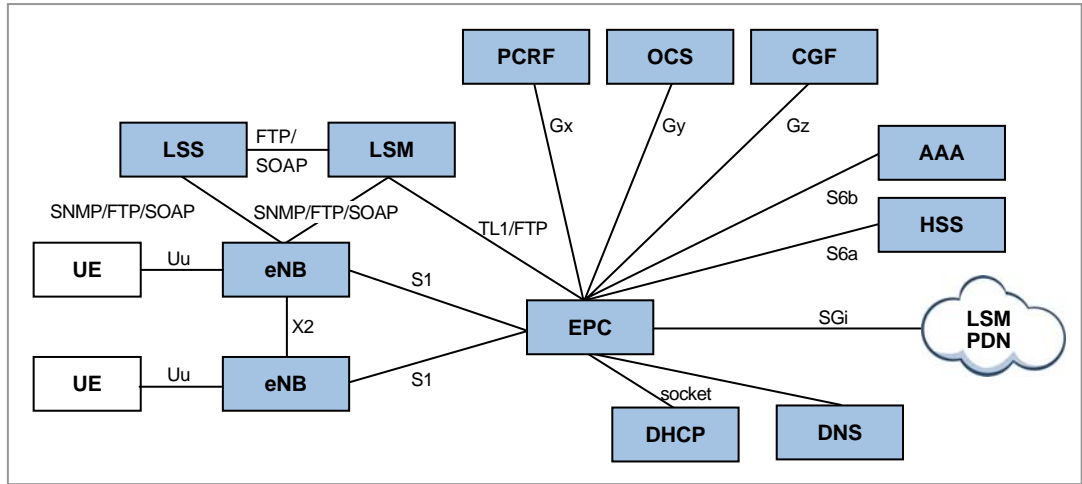 PCRF
OCS
CGF
Gx
Gy
Gz
FTP/
SOAP
LSS
LSM
AAA
S6b
SNMP/FTP/SOAP
SNMP/FTP/SOAP
TL1/FTP
HSS
S6a
UE
Uu
eNB
S1
X2
EPC
SGi
LSM
PDN
UE
Uu
eNB
S1
socket
DHCP
DNS